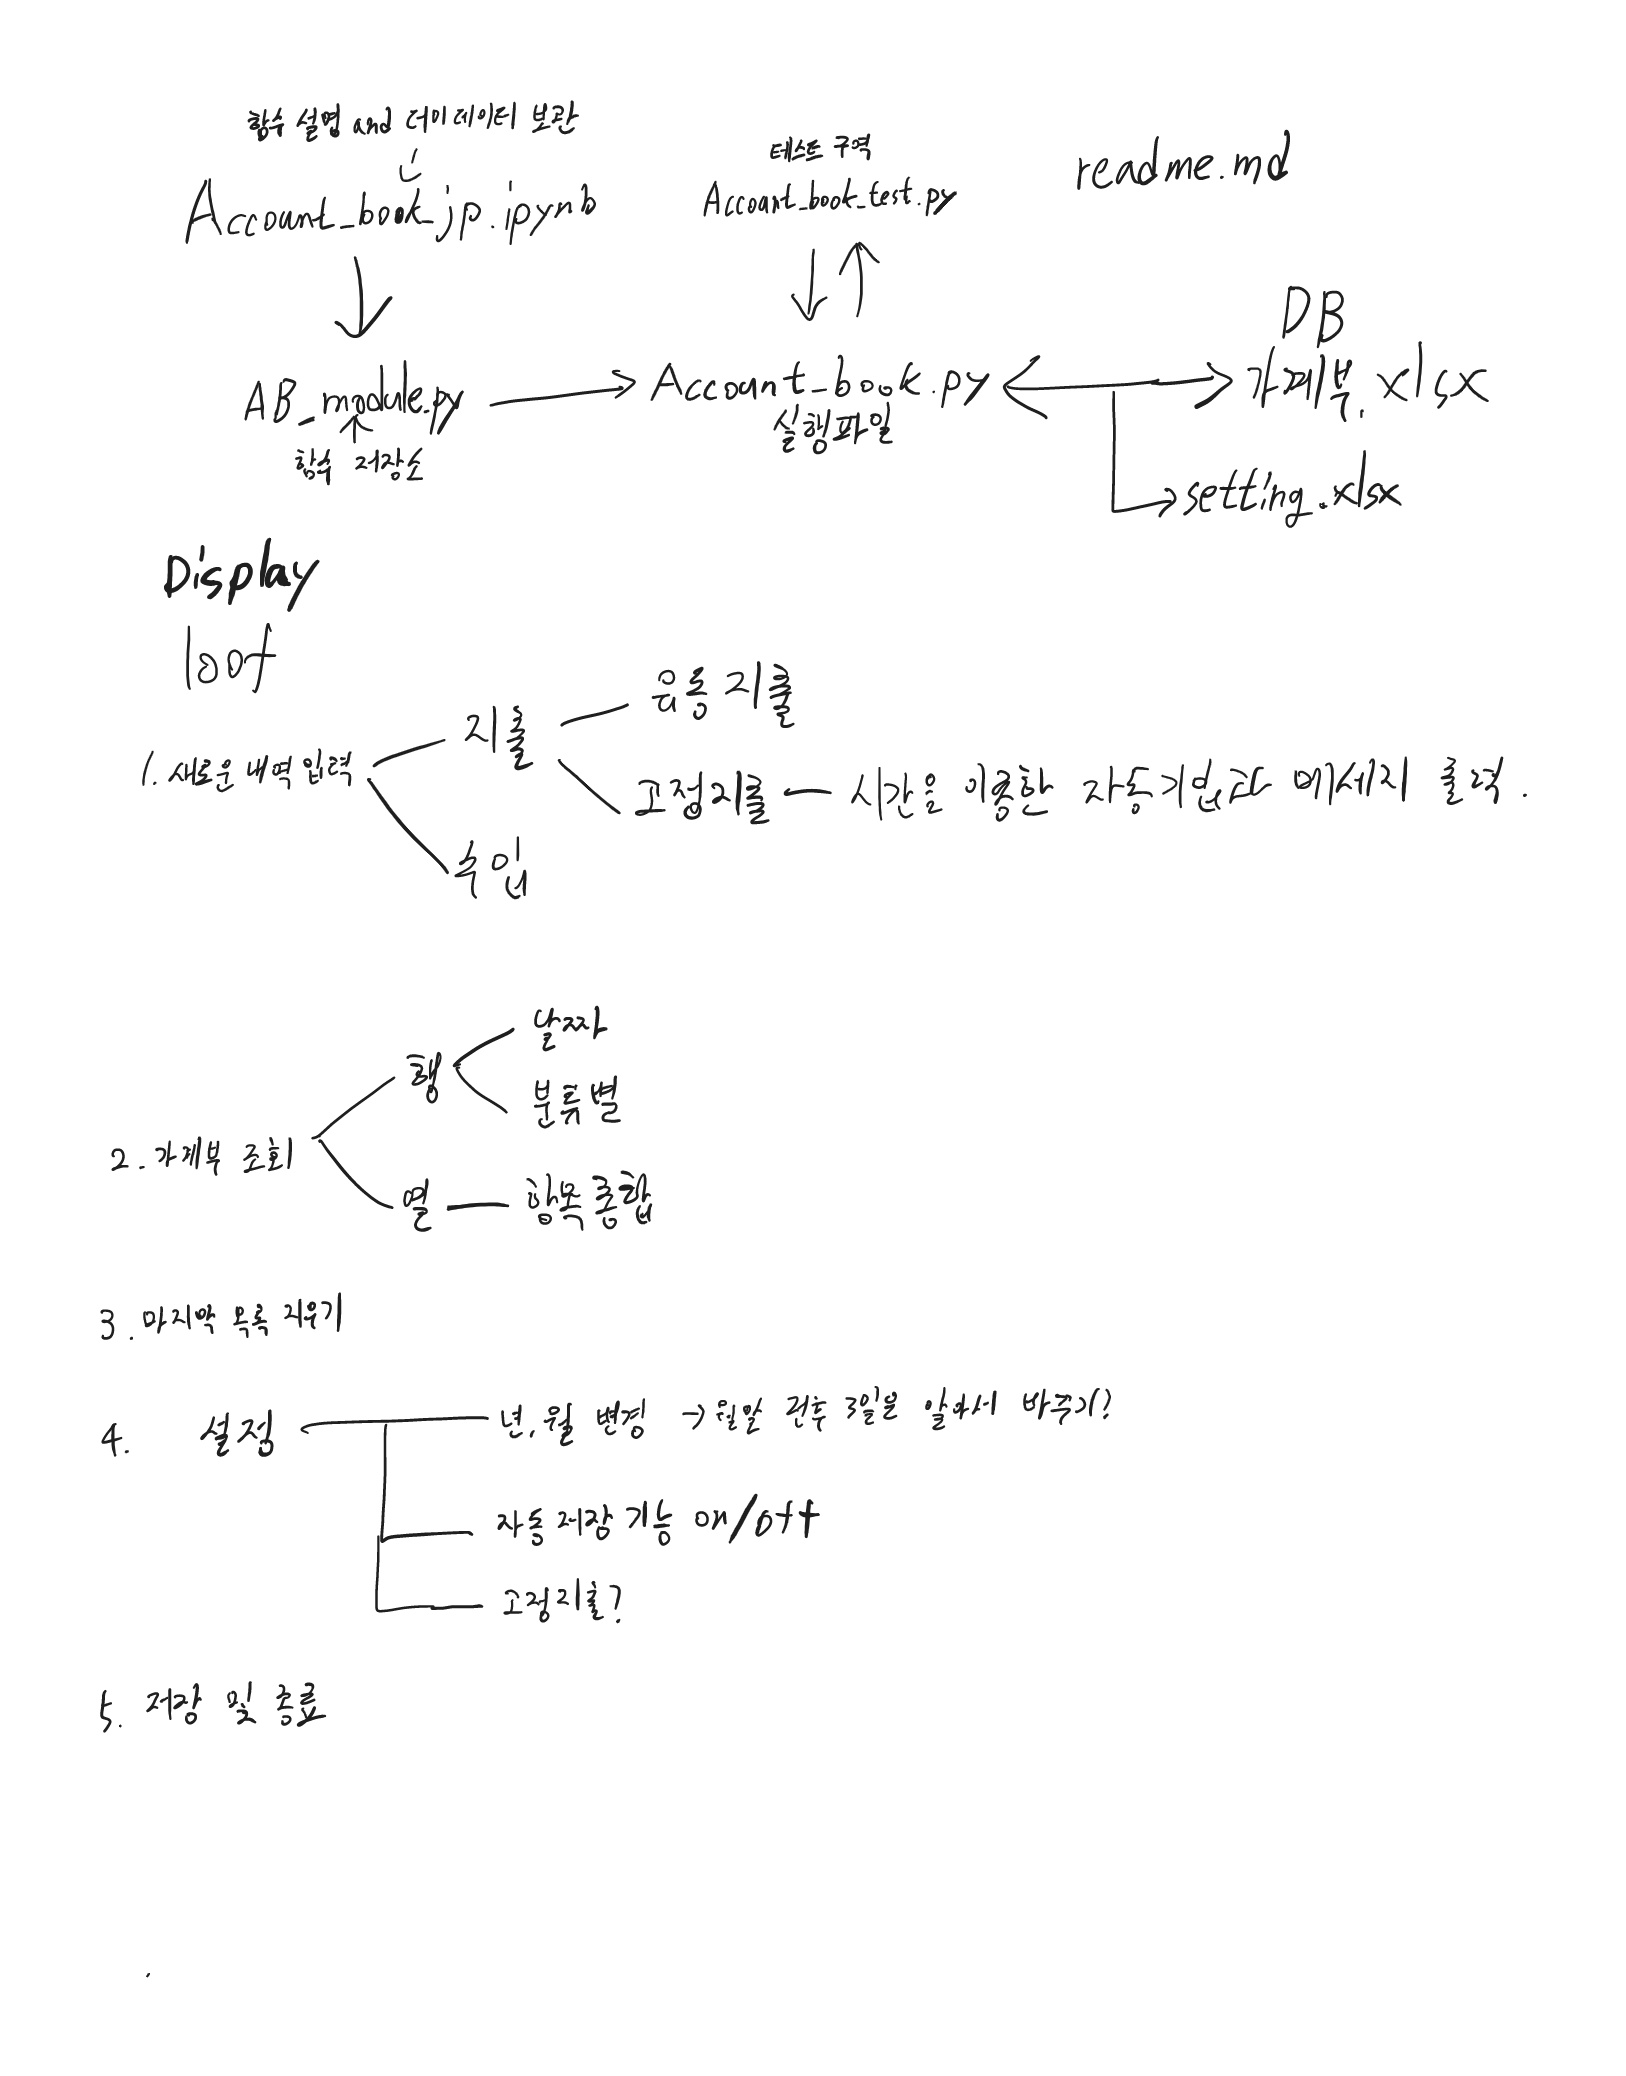 함수 설명 and 더미데이터 보관
Account_book_jp.ipynb
테스트 구역
Account_book_test.py
readme.md
AB_module.py
함수 저장소
Account_book.py
실행파일
DB
가계부.xlsx
setting.xlsx
Display
loof
1. 새로운 내역 입력
지출
유동지출
고정지출
시간을 이용한 자동기법과 메세지 출력.
수입
2. 가계부 조회
행
날짜
분류별
열
항목종합
3. 마지막 목록 지우기
4. 설정
년, 월 변경 → 월말 전후 3일을 알아서 바꾸기?
자동저장기능 on/off
고정지출?
5. 저장 및 종료